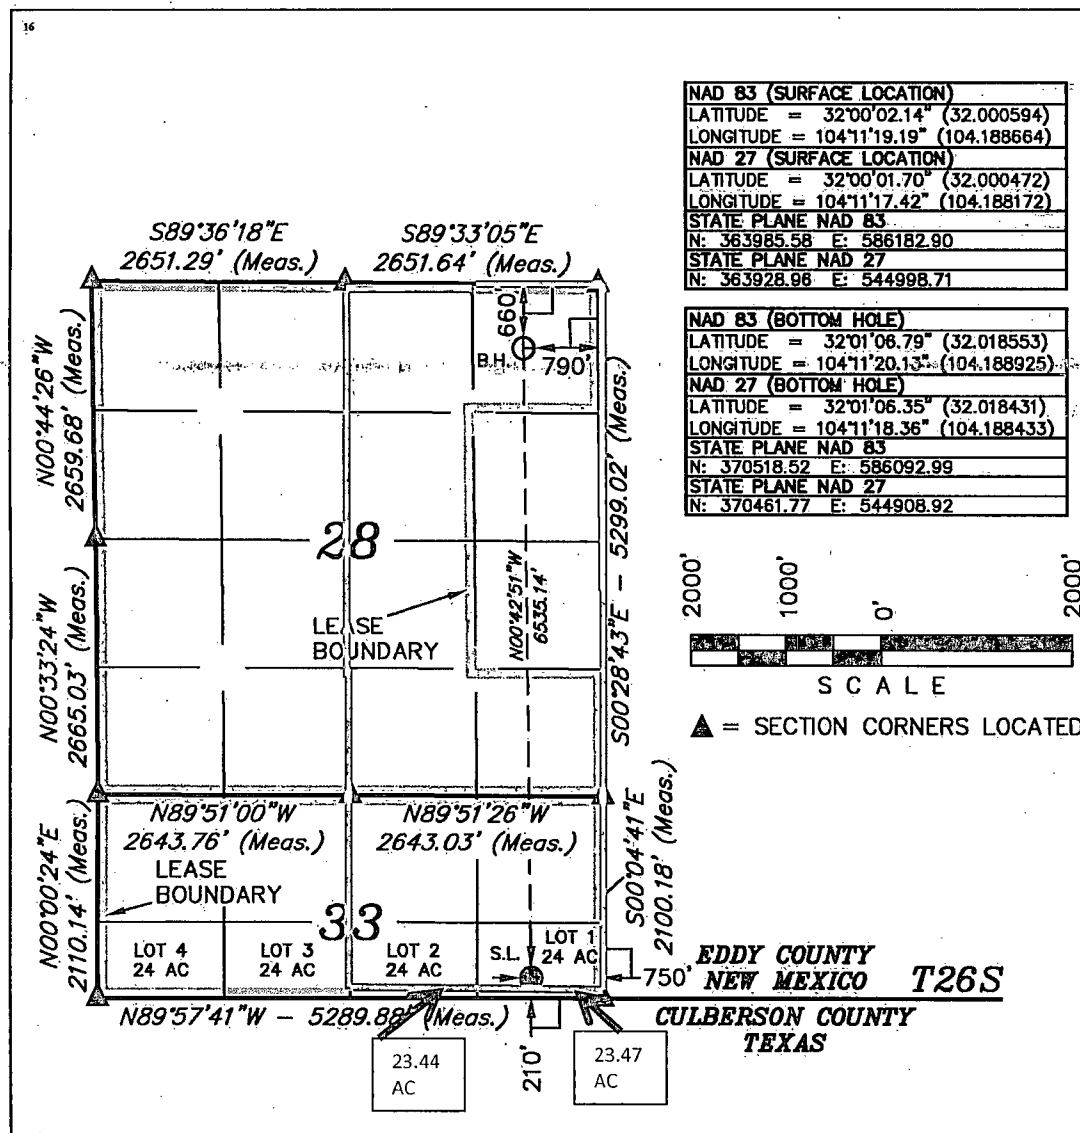 16
NAD 83 (SURFACE LOCATION)
LATITUDE = 32°00'02.14" (32.000594)
LONGITUDE = 104°11'19.19" (104.188664)
NAD 27 (SURFACE LOCATION)
LATITUDE = 32°00'01.70" (32.000472)
LONGITUDE = 104°11'17.42" (104.188172)
STATE PLANE NAD 83
N: 363985.58 E: 586182.90
STATE PLANE NAD 27
N: 363928.96 E: 544998.71
NAD 83 (BOTTOM HOLE)
LATITUDE = 32°01'06.79" (32.018553)
LONGITUDE = 104°11'20.13" (104.188925)
NAD 27 (BOTTOM HOLE)
LATITUDE = 32°01'06.35" (32.018431)
LONGITUDE = 104°11'18.36" (104.188433)
STATE PLANE NAD 83
N: 370518.52 E: 586092.99
STATE PLANE NAD 27
N: 370461.77 E: 544908.92
S89°36'18"E
2651.29' (Meas.)
S89°33'05"E
2651.64' (Meas.)
N00°44'26"W
2659.68' (Meas.)
660'
B.H.
790'
S00°28'43"E - 5299.02' (Meas.)
28
N00°42'51"W
6535.14'
LEASE
BOUNDARY
N00°33'24"W
2665.03' (Meas.)
2000'
1000'
0'
2000'
SCALE
= SECTION CORNERS LOCATED
N89°51'00"W
2643.76' (Meas.)
N89°51'26"W
2643.03' (Meas.)
N00°00'24"E
2110.14' (Meas.)
LEASE
BOUNDARY
S00°04'41"E
2100.18' (Meas.)
33
LOT 4
24 AC
LOT 3
24 AC
LOT 2
24 AC
S.L.
LOT 1
24 AC
750'
EDDY COUNTY
NEW MEXICO
T26S
N89°57'41"W - 5289.88' (Meas.)
CULBERSON COUNTY
TEXAS
210'
23.44
AC
23.47
AC